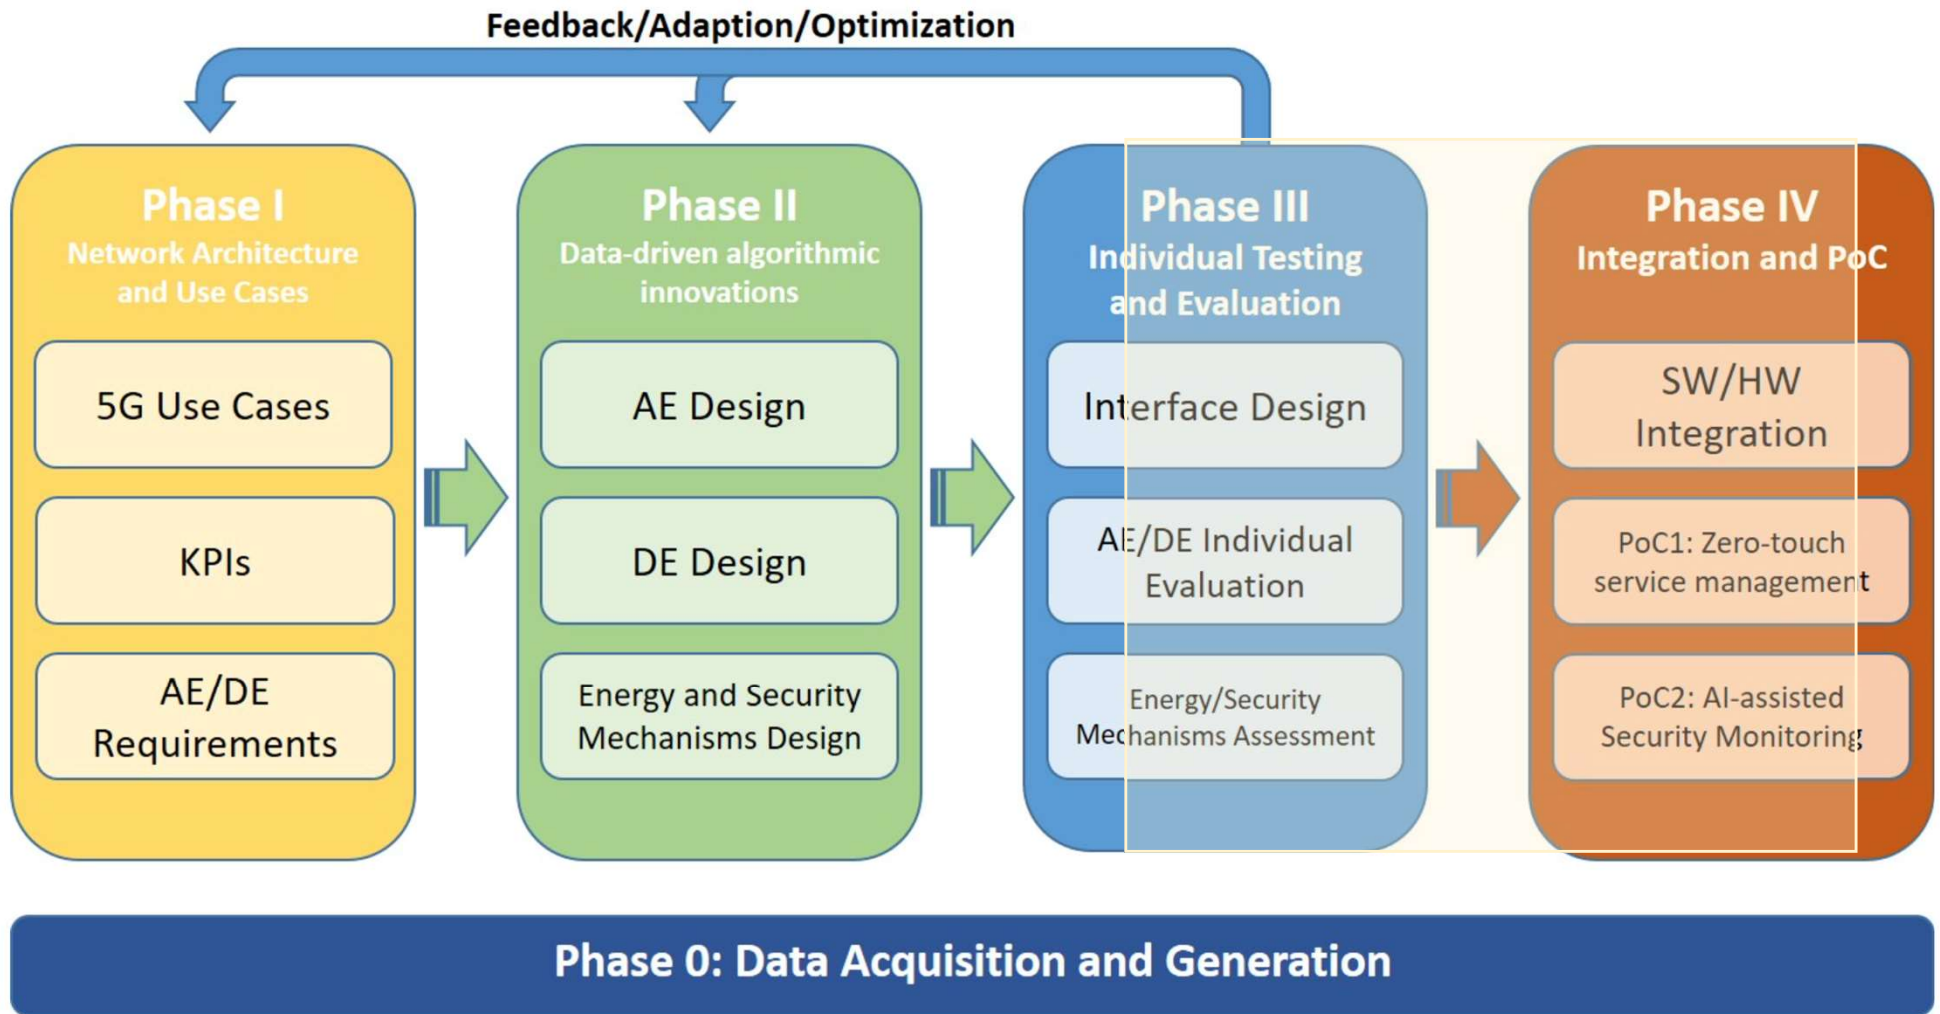 Feedback/Adaption/Optimization
Phase I
Network Architecture
and Use Cases
5G Use Cases
KPIs
AE/DE
Requirements
Phase II
Data-driven algorithmic
innovations
AE Design
DE Design
Energy and Security
Mechanisms Design
Phase III
Individual Testing
and Evaluation
Interface Design
AE/DE Individual
Evaluation
Energy/Security
Mechanisms Assessment
Phase IV
Integration and PoC
SW/HW
Integration
PoC1: Zero-touch
service management
PoC2: AI-assisted
Security Monitoring
Phase 0: Data Acquisition and Generation